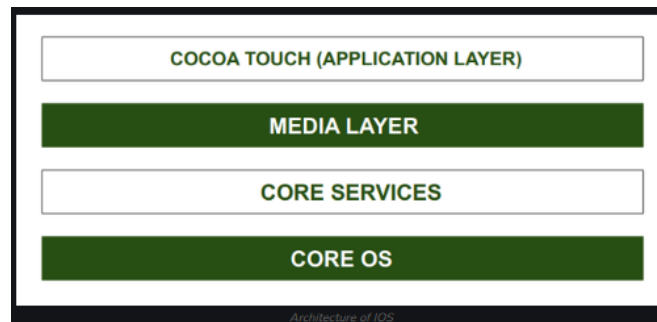 COCOA TOUCH (APPLICATION LAYER)
MEDIA LAYER
CORE SERVICES
CORE OS
Architecture of IOS